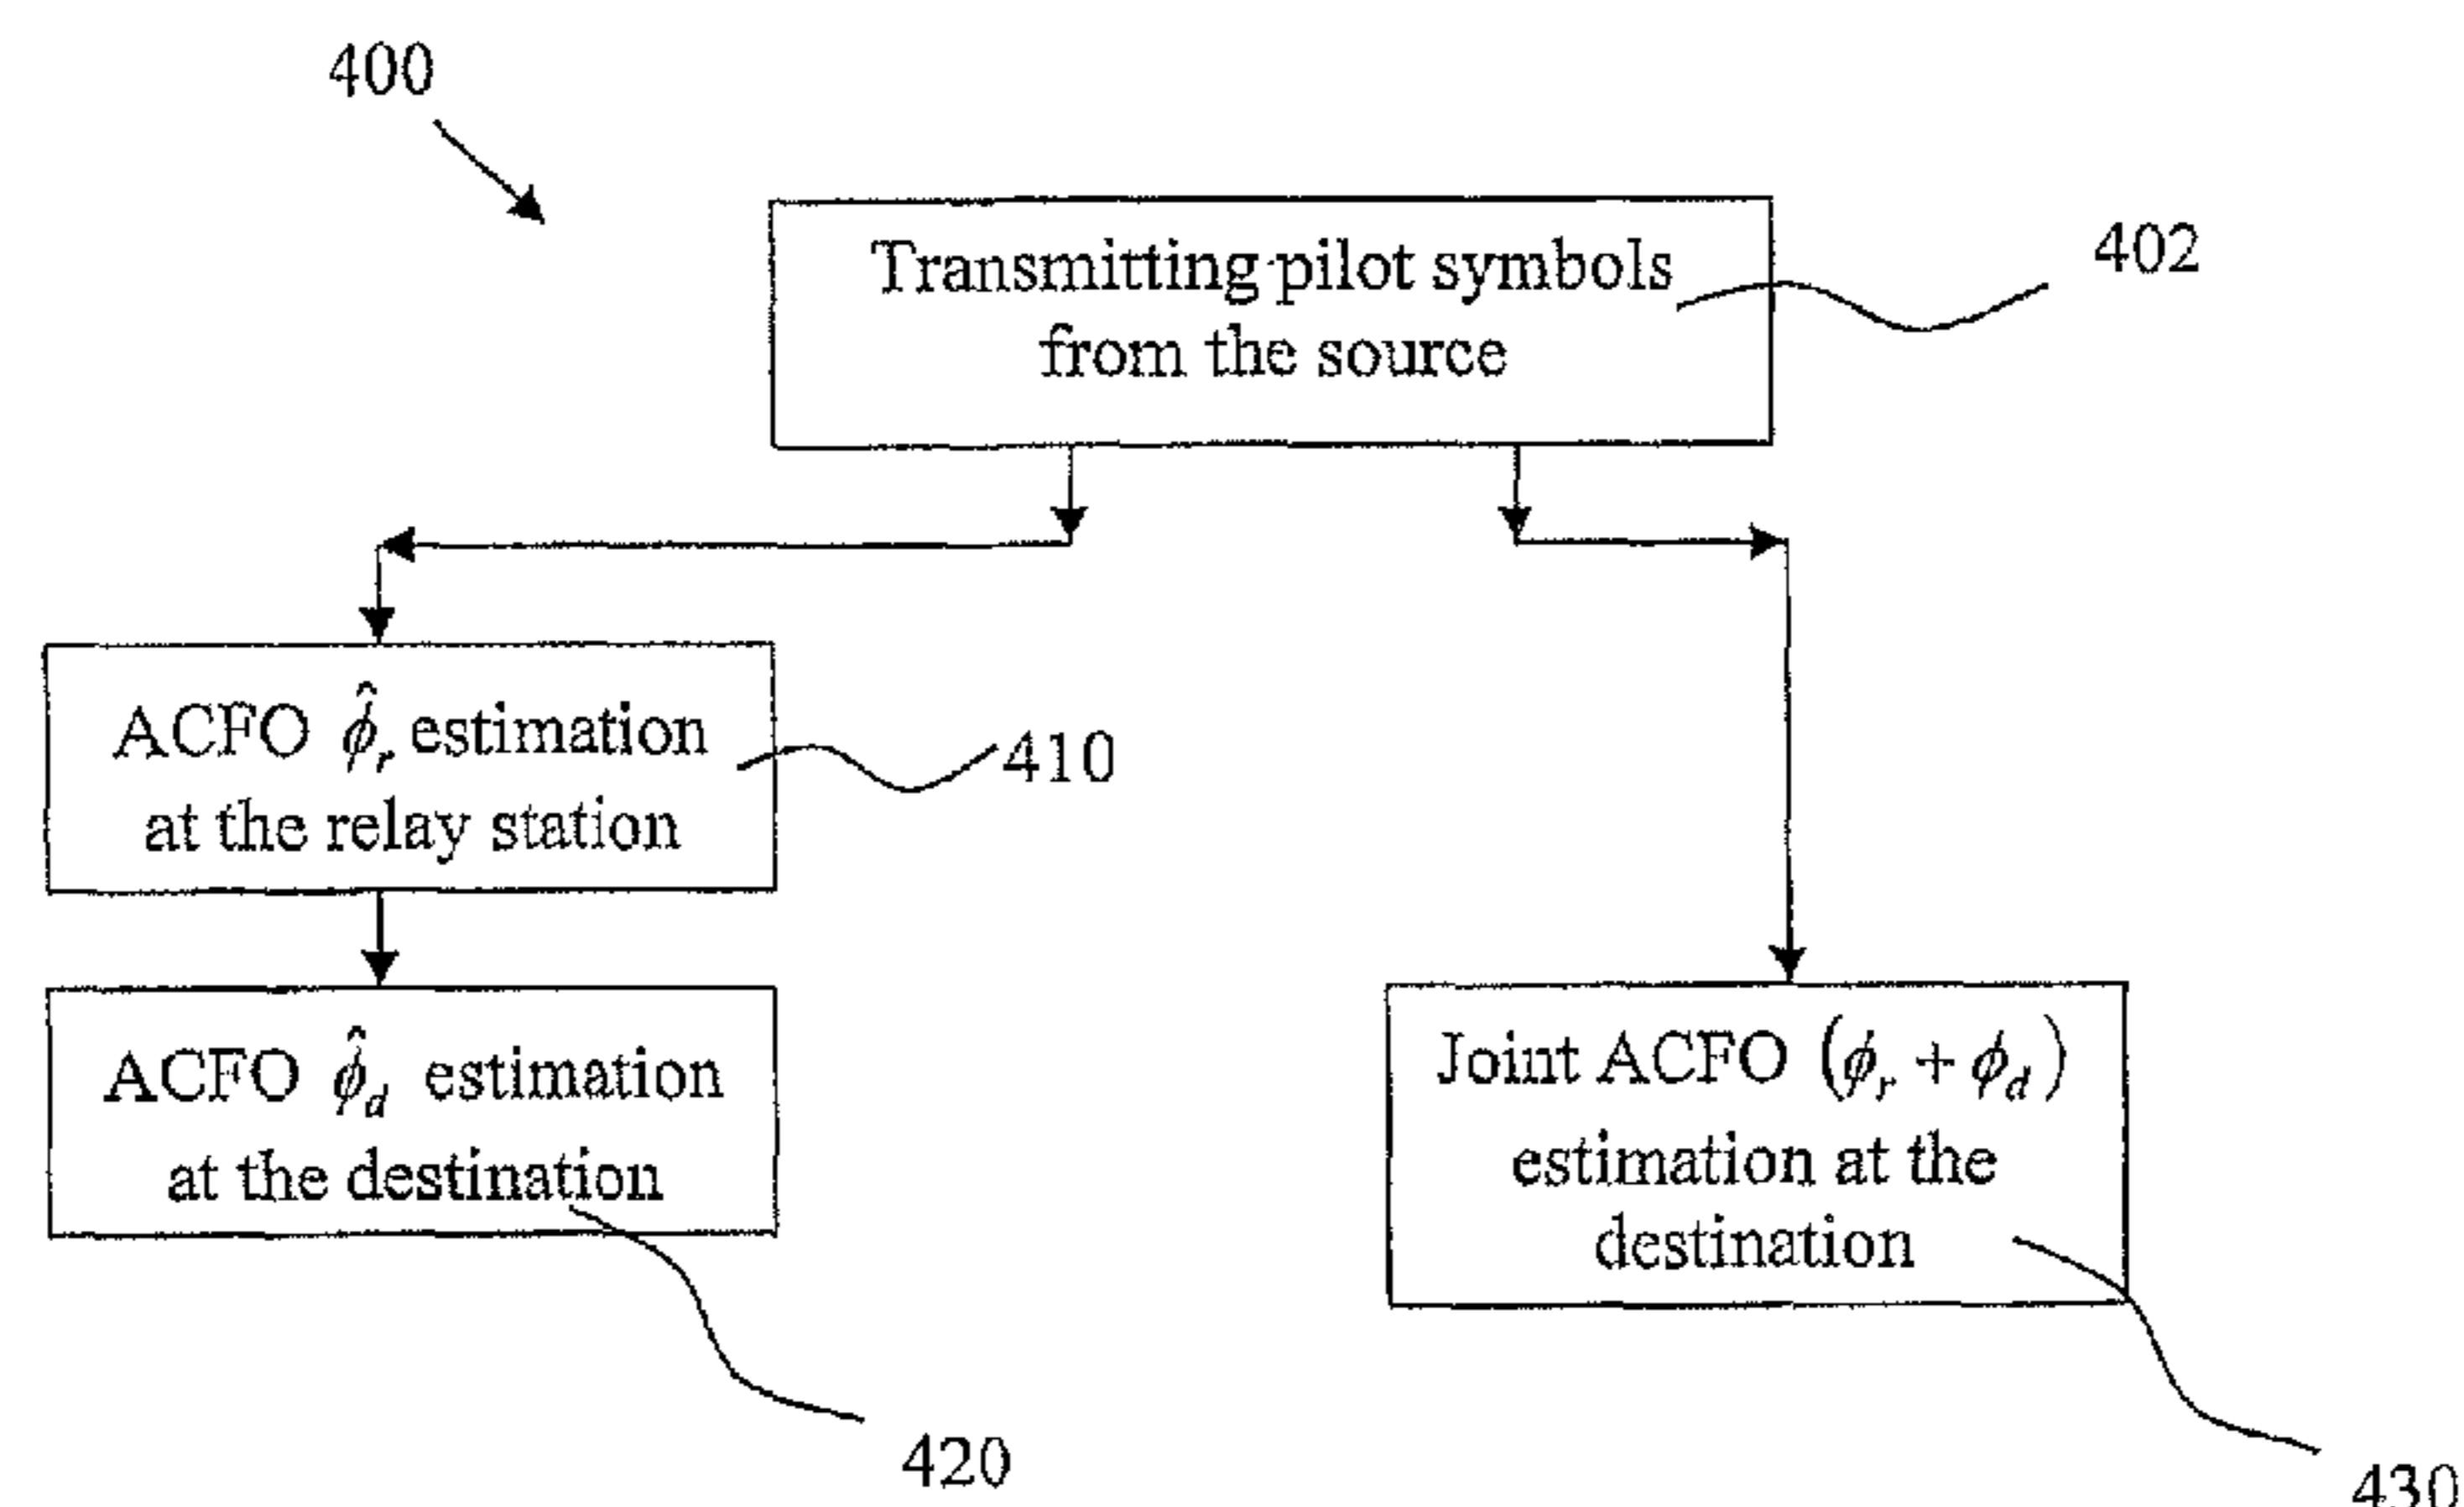 400
Transmitting pilot symbols
from the source
402
ACFO ϕ̂r estimation
at the relay station
410
ACFO ϕ̂d estimation
at the destination
420
Joint ACFO (ϕr + ϕd)
estimation at the
destination
430